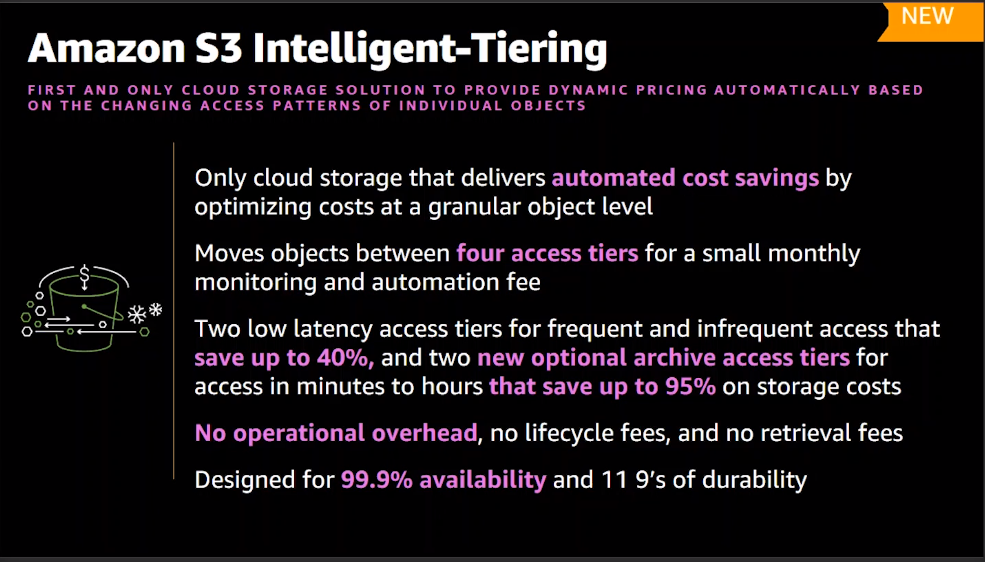 NEW
Amazon S3 Intelligent-Tiering
FIRST AND ONLY CLOUD STORAGE SOLUTION TO PROVIDE DYNAMIC PRICING AUTOMATICALLY BASED
ON THE CHANGING ACCESS PATTERNS OF INDIVIDUAL OBJECTS
Only cloud storage that delivers automated cost savings by
optimizing costs at a granular object level
Moves objects between four access tiers for a small monthly
monitoring and automation fee
Two low latency access tiers for frequent and infrequent access that
save up to 40%, and two new optional archive access tiers for
access in minutes to hours that save up to 95% on storage costs
No operational overhead, no lifecycle fees, and no retrieval fees
Designed for 99.9% availability and 11 9’s of durability
$